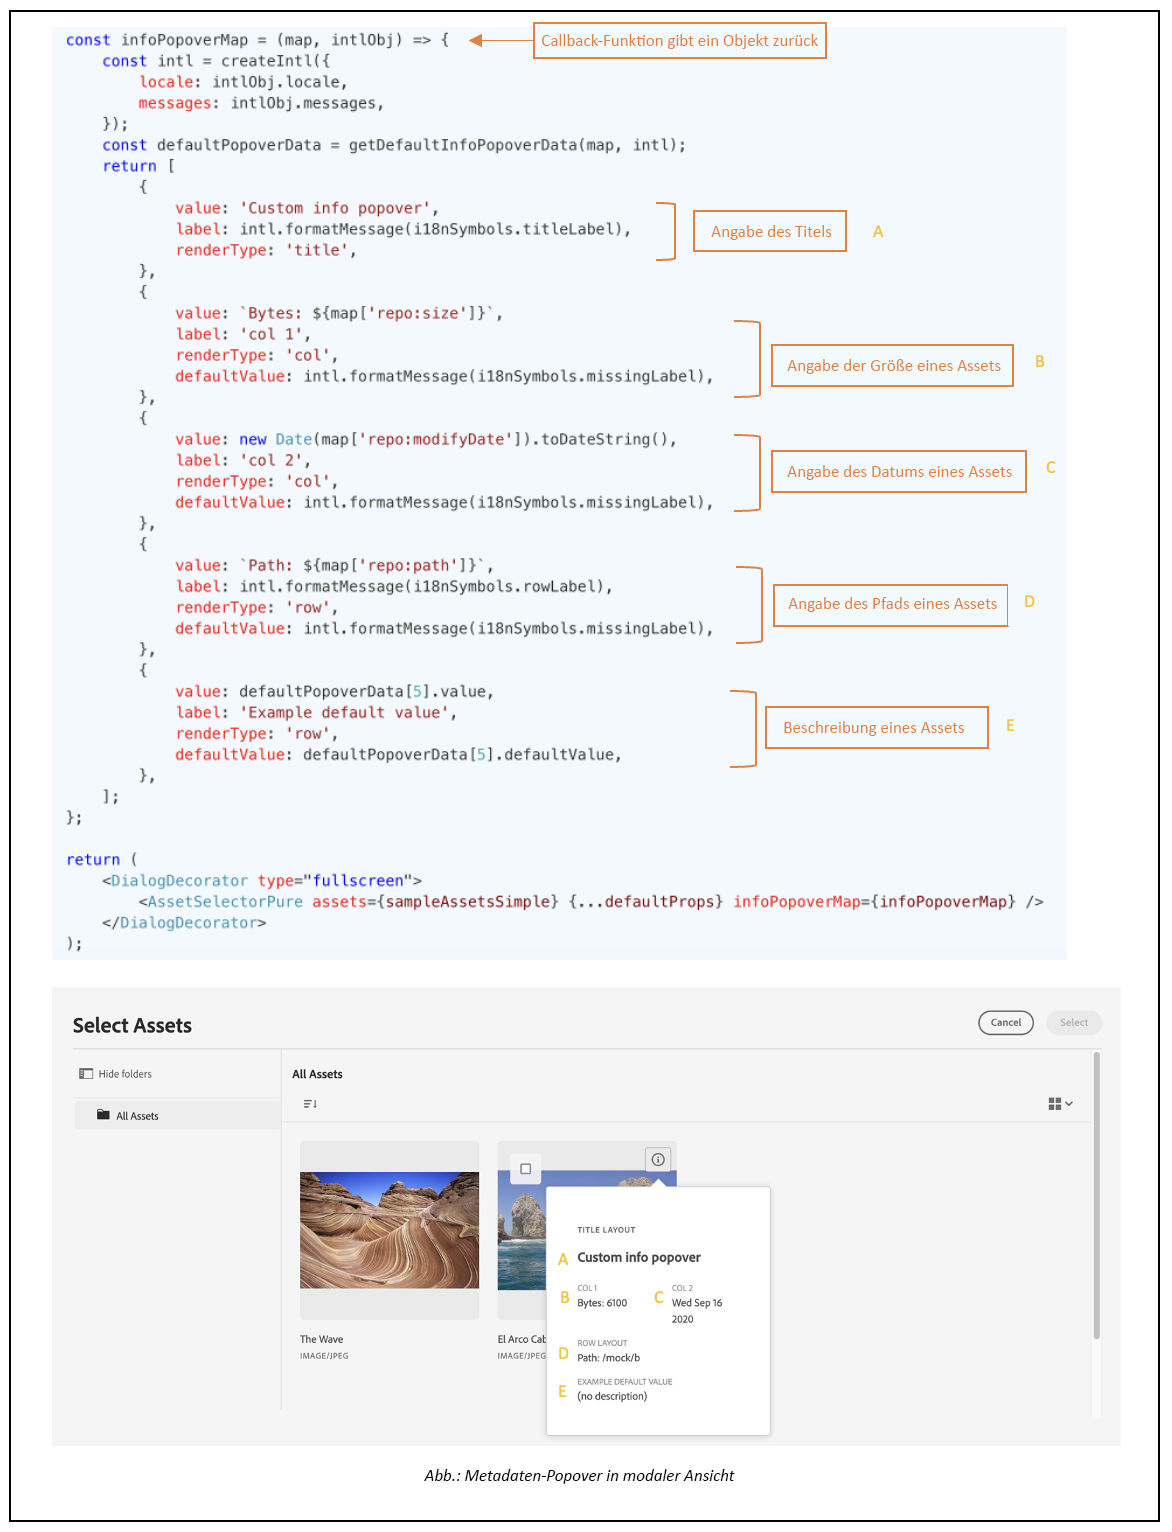 const infoPopoverMap = (map, intlObj) => {
Callback-Funktion gibt ein Objekt zurück
const intl = createIntl({
locale: intlObj.locale,
messages: intlObj.messages,
});
const defaultPopoverData = getDefaultInfoPopoverData(map, intl);
return [
{
value: 'Custom info popover',
label: intl.formatMessage(i18nSymbols.titleLabel),
renderType: 'title',
Angabe des Titels
A
},
{
value: `Bytes: ${map['repo:size']}`,
label: 'col 1',
renderType: 'col',
defaultValue: intl.formatMessage(i18nSymbols.missingLabel),
Angabe der Größe eines Assets
B
},
{
value: new Date(map['repo:modifyDate']).toDateString(),
label: 'col 2',
renderType: 'col',
defaultValue: intl.formatMessage(i18nSymbols.missingLabel),
Angabe des Datums eines Assets
C
},
{
value: `Path: ${map['repo:path']}`,
label: intl.formatMessage(i18nSymbols.rowLabel),
renderType: 'row',
defaultValue: intl.formatMessage(i18nSymbols.missingLabel),
Angabe des Pfads eines Assets
D
},
{
value: defaultPopoverData[5].value,
label: 'Example default value',
renderType: 'row',
defaultValue: defaultPopoverData[5].defaultValue,
Beschreibung eines Assets
E
},
];
};
return (
<DialogDecorator type="fullscreen">
<AssetSelectorPure assets={sampleAssetsSimple} {...defaultProps} infoPopoverMap={infoPopoverMap} />
</DialogDecorator>
);
Select Assets
Cancel
Select
Hide folders
All Assets
All Assets
TITLE LAYOUT
A Custom info popover
COL 1
B Bytes: 6100
COL 2
C Wed Sep 16
2020
ROW LAYOUT
D Path: /mock/b
EXAMPLE DEFAULT VALUE
E (no description)
The Wave
IMAGE/JPEG
El Arco Cab
IMAGE/JPEG
Abb.: Metadaten-Popover in modaler Ansicht